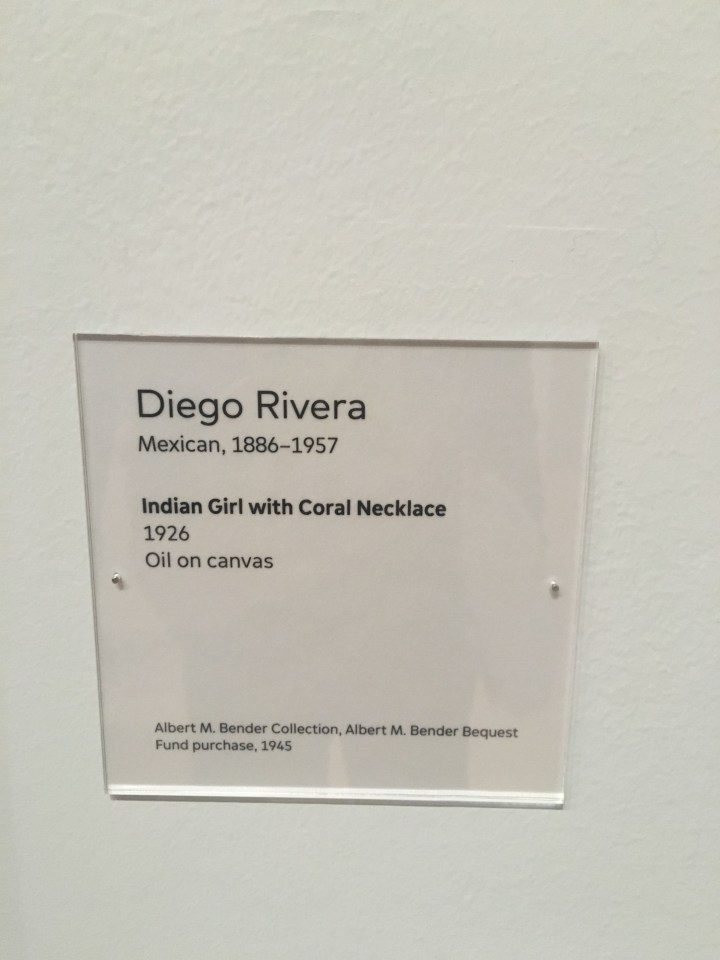 Diego Rivera
Mexican, 1886–1957
Indian Girl with Coral Necklace
1926
Oil on canvas
Albert M. Bender Collection, Albert M. Bender Bequest
Fund purchase, 1945